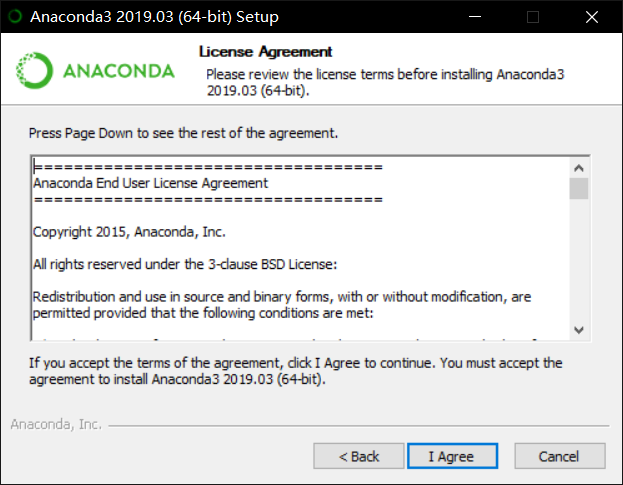 Anaconda3 2019.03 (64-bit) Setup
ANACONDA
License Agreement
Please review the license terms before installing Anaconda3
2019.03 (64-bit).
Press Page Down to see the rest of the agreement.
===================================
Anaconda End User License Agreement
===================================
Copyright 2015, Anaconda, Inc.
All rights reserved under the 3-clause BSD License:
Redistribution and use in source and binary forms, with or without modification, are
permitted provided that the following conditions are met:
If you accept the terms of the agreement, click I Agree to continue. You must accept the
agreement to install Anaconda3 2019.03 (64-bit).
Anaconda, Inc.
< Back
I Agree
Cancel